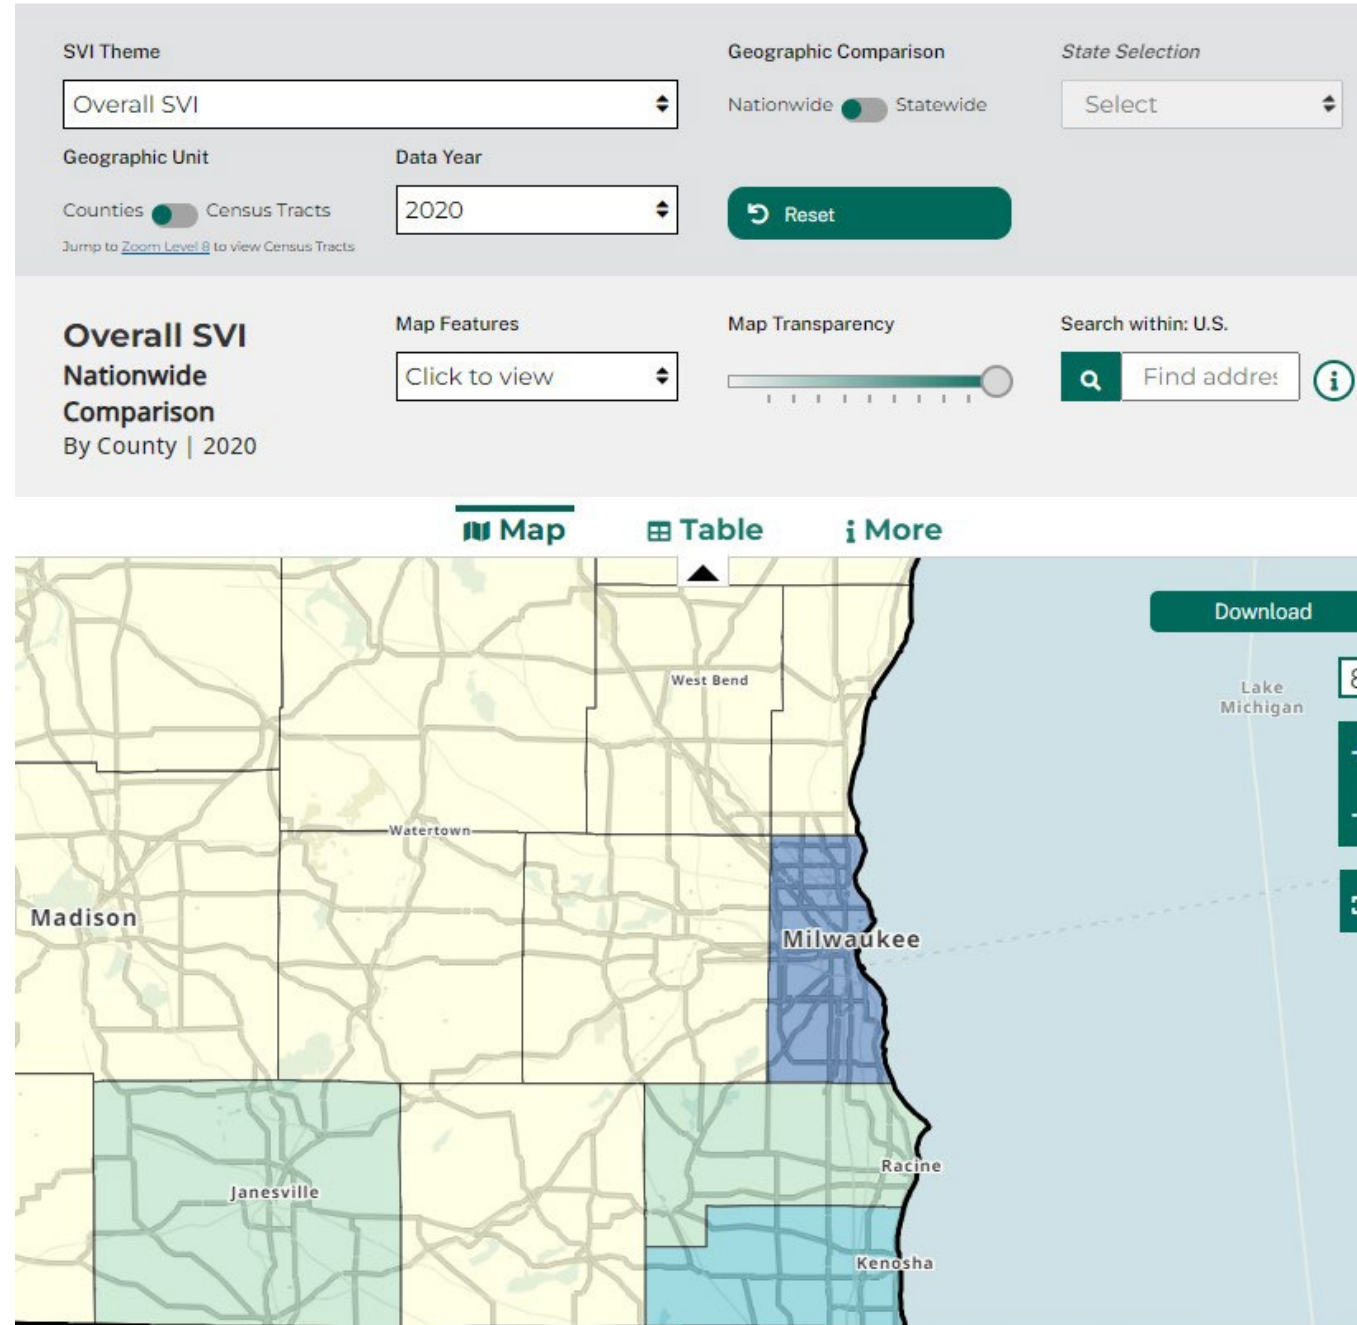 SVI Theme
Geographic Comparison
State Selection
Overall SVI
Nationwide
Statewide
Select
Geographic Unit
Data Year
Counties
Census Tracts
2020
Reset
Jump to Zoom Level 8 to view Census Tracts
Overall SVI
Nationwide
Comparison
By County | 2020
Map Features
Map Transparency
Search within: U.S.
Click to view
Find addre
Map
Table
More
Download
West Bend
Lake
Michigan
Watertown
Madison
Milwaukee
Racine
Janesville
Kenosha